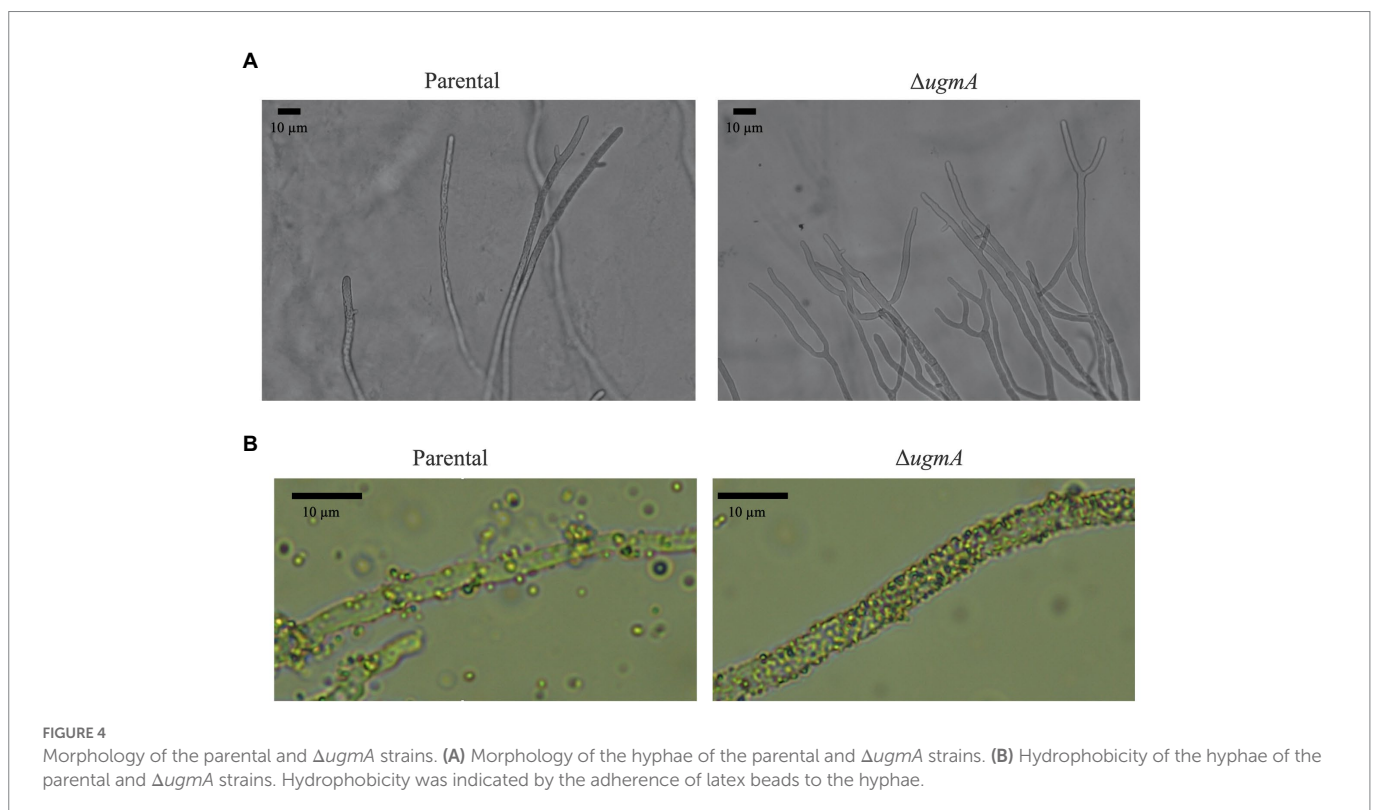 A
Parental
ΔugmA
10 µm
10 µm
B
Parental
ΔugmA
10 µm
10 µm
FIGURE 4
Morphology of the parental and ΔugmA strains. (A) Morphology of the hyphae of the parental and ΔugmA strains. (B) Hydrophobicity of the hyphae of the
parental and ΔugmA strains. Hydrophobicity was indicated by the adherence of latex beads to the hyphae.